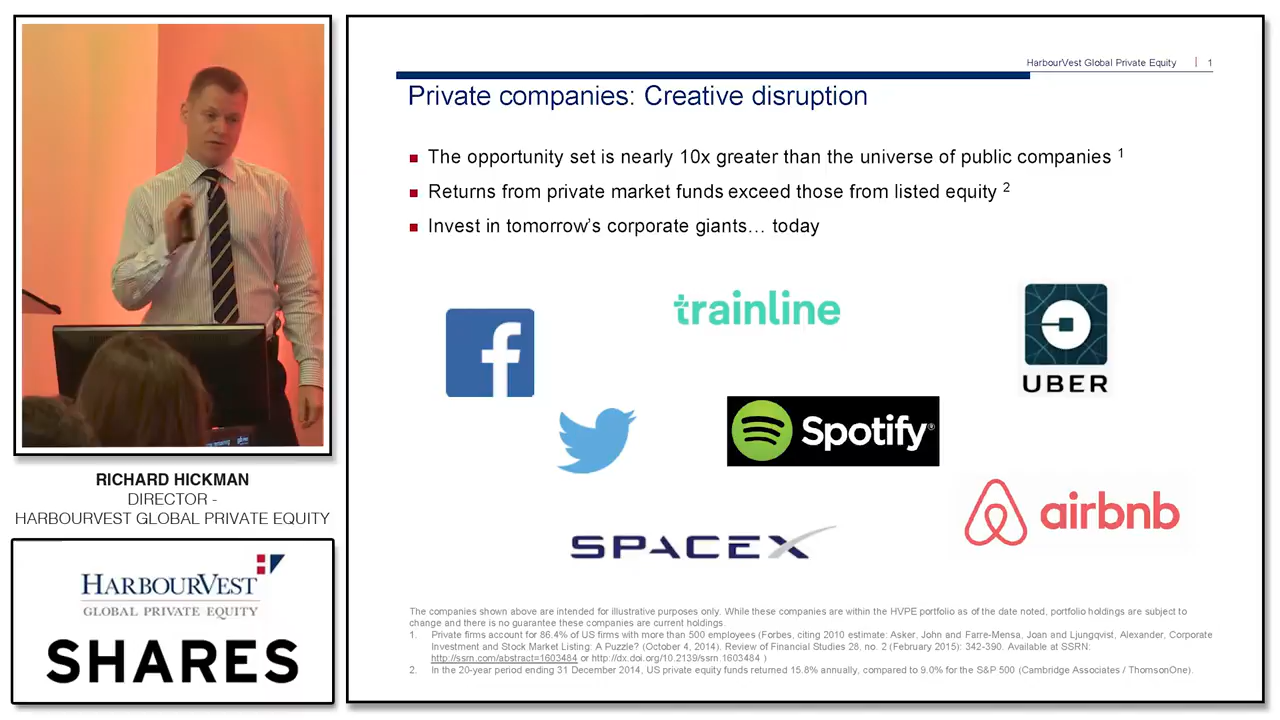 RICHARD HICKMAN
DIRECTOR -
HARBOURVEST GLOBAL PRIVATE EQUITY
HARBOURVEST
GLOBAL PRIVATE EQUITY
SHARES
HarbourVest Global Private Equity | 1
Private companies: Creative disruption
The opportunity set is nearly 10x greater than the universe of public companies 1
Returns from private market funds exceed those from listed equity 2
Invest in tomorrow's corporate giants… today
f
trainline
UBER
Spotify®
airbnb
SPACEX
The companies shown above are intended for illustrative purposes only. While these companies are within the HVPE portfolio as of the date noted, portfolio holdings are subject to
change and there is no guarantee these companies are current holdings.
1. Private firms account for 86.4% of US firms with more than 500 employees (Forbes, citing 2010 estimate: Asker, John and Farre-Mensa, Joan and Ljungqvist, Alexander, Corporate
Investment and Stock Market Listing: A Puzzle? (October 4, 2014). Review of Financial Studies 28, no. 2 (February 2015): 342-390. Available at SSRN:
http://ssrn.com/abstract=1603484 or http://dx.doi.org/10.2139/ssrn.1603484 )
2. In the 20-year period ending 31 December 2014, US private equity funds returned 15.8% annually, compared to 9.0% for the S&P 500 (Cambridge Associates / ThomsonOne).